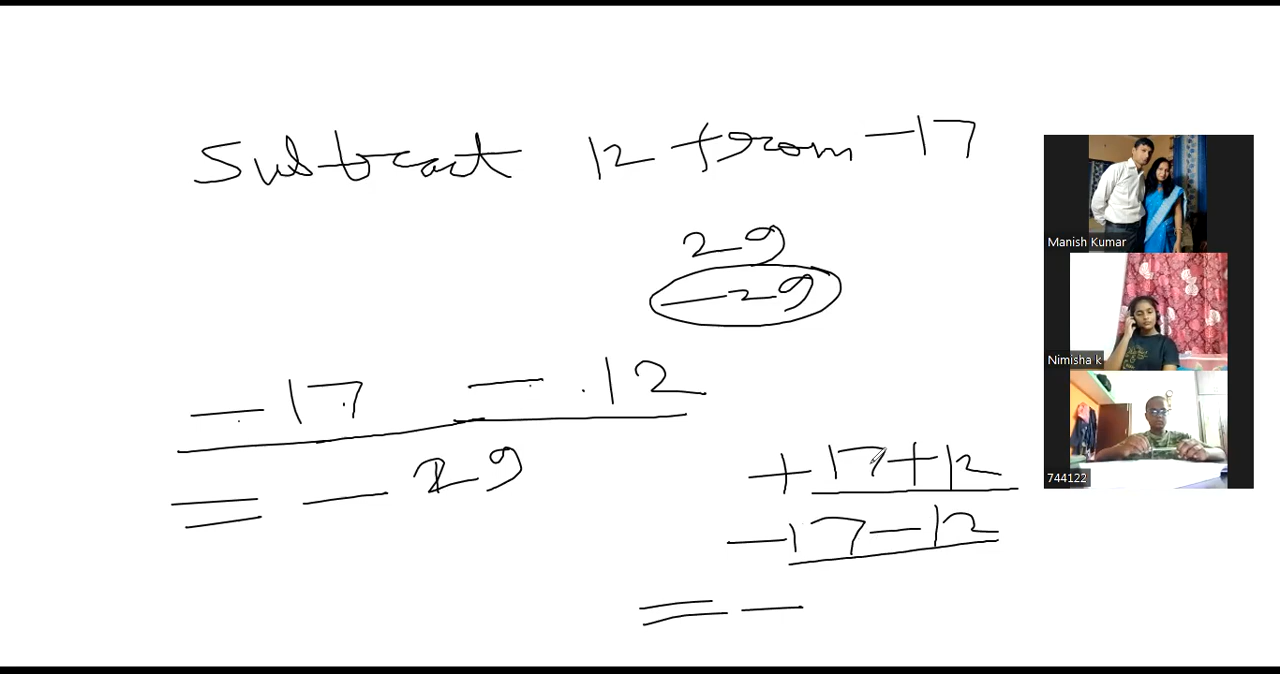 Subtract 12 from -17
29
-29
-17 - 12
= -29
+17+12
-17-12
= -
Manish Kumar
Nimisha k
744122